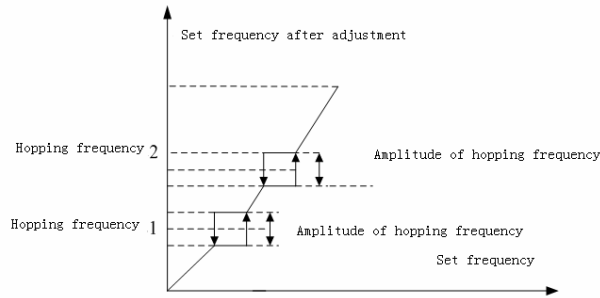 Set frequency after adjustment
Hopping frequency 2
Amplitude of hopping frequency
Hopping frequency 1
Amplitude of hopping frequency
Set frequency